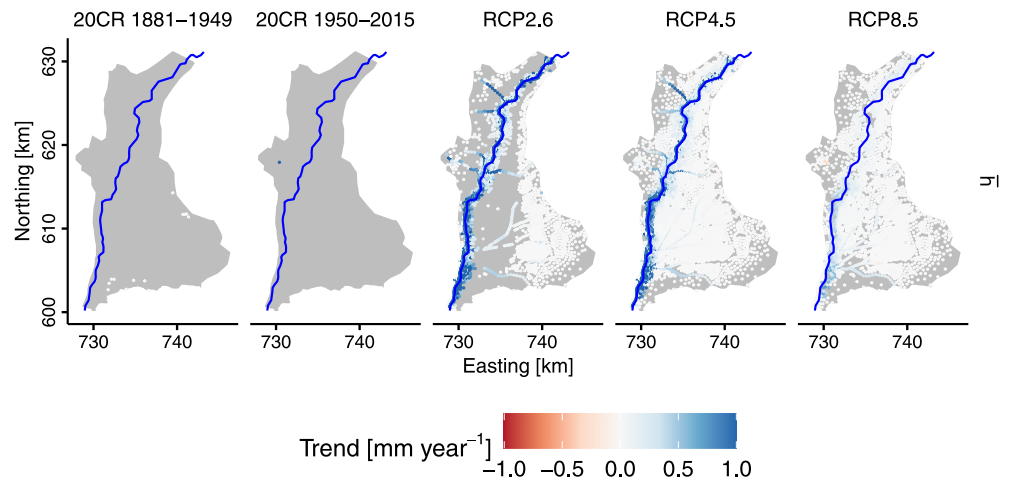 20CR 1881−1949 20CR 1950−2015 RCP2.6 RCP4.5 RCP8.5
630
620
610
600
Northing [km]
h̅
730 740 730 740 730 740 730 740 730 740
Easting [km]
Trend [mm year⁻¹]
−1.0 −0.5 0.0 0.5 1.0